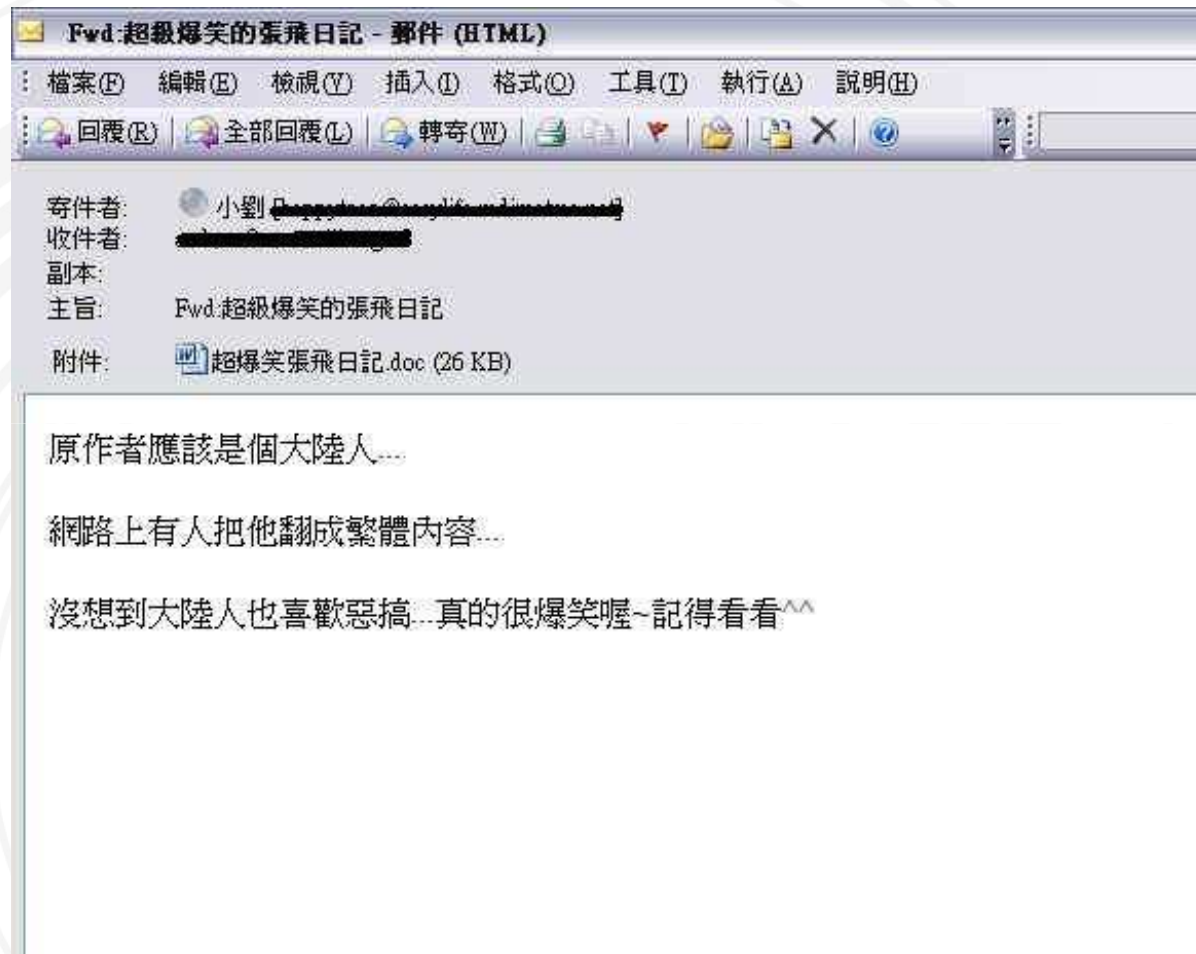 Fwd:超級爆笑的張飛日記 - 郵件 (HTML)
檔案(F) 編輯(E) 檢視(V) 插入(I) 格式(O) 工具(T) 執行(A) 說明(H)
回覆(R) 全部回覆(L) 轉寄(W)
寄件者: 小劉
收件者:
副本:
主旨: Fwd:超級爆笑的張飛日記
附件: 超爆笑張飛日記.doc (26 KB)
原作者應該是個大陸人....
網路上有人把他翻成繁體內容....
沒想到大陸人也喜歡惡搞...真的很爆笑喔~記得看看^^